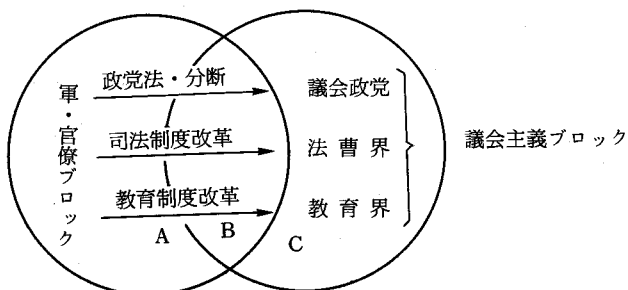 軍・官僚ブロック
政党法・分断
司法制度改革
教育制度改革
A
B
C
議会政党
法曹界
教育界
議会主義ブロック